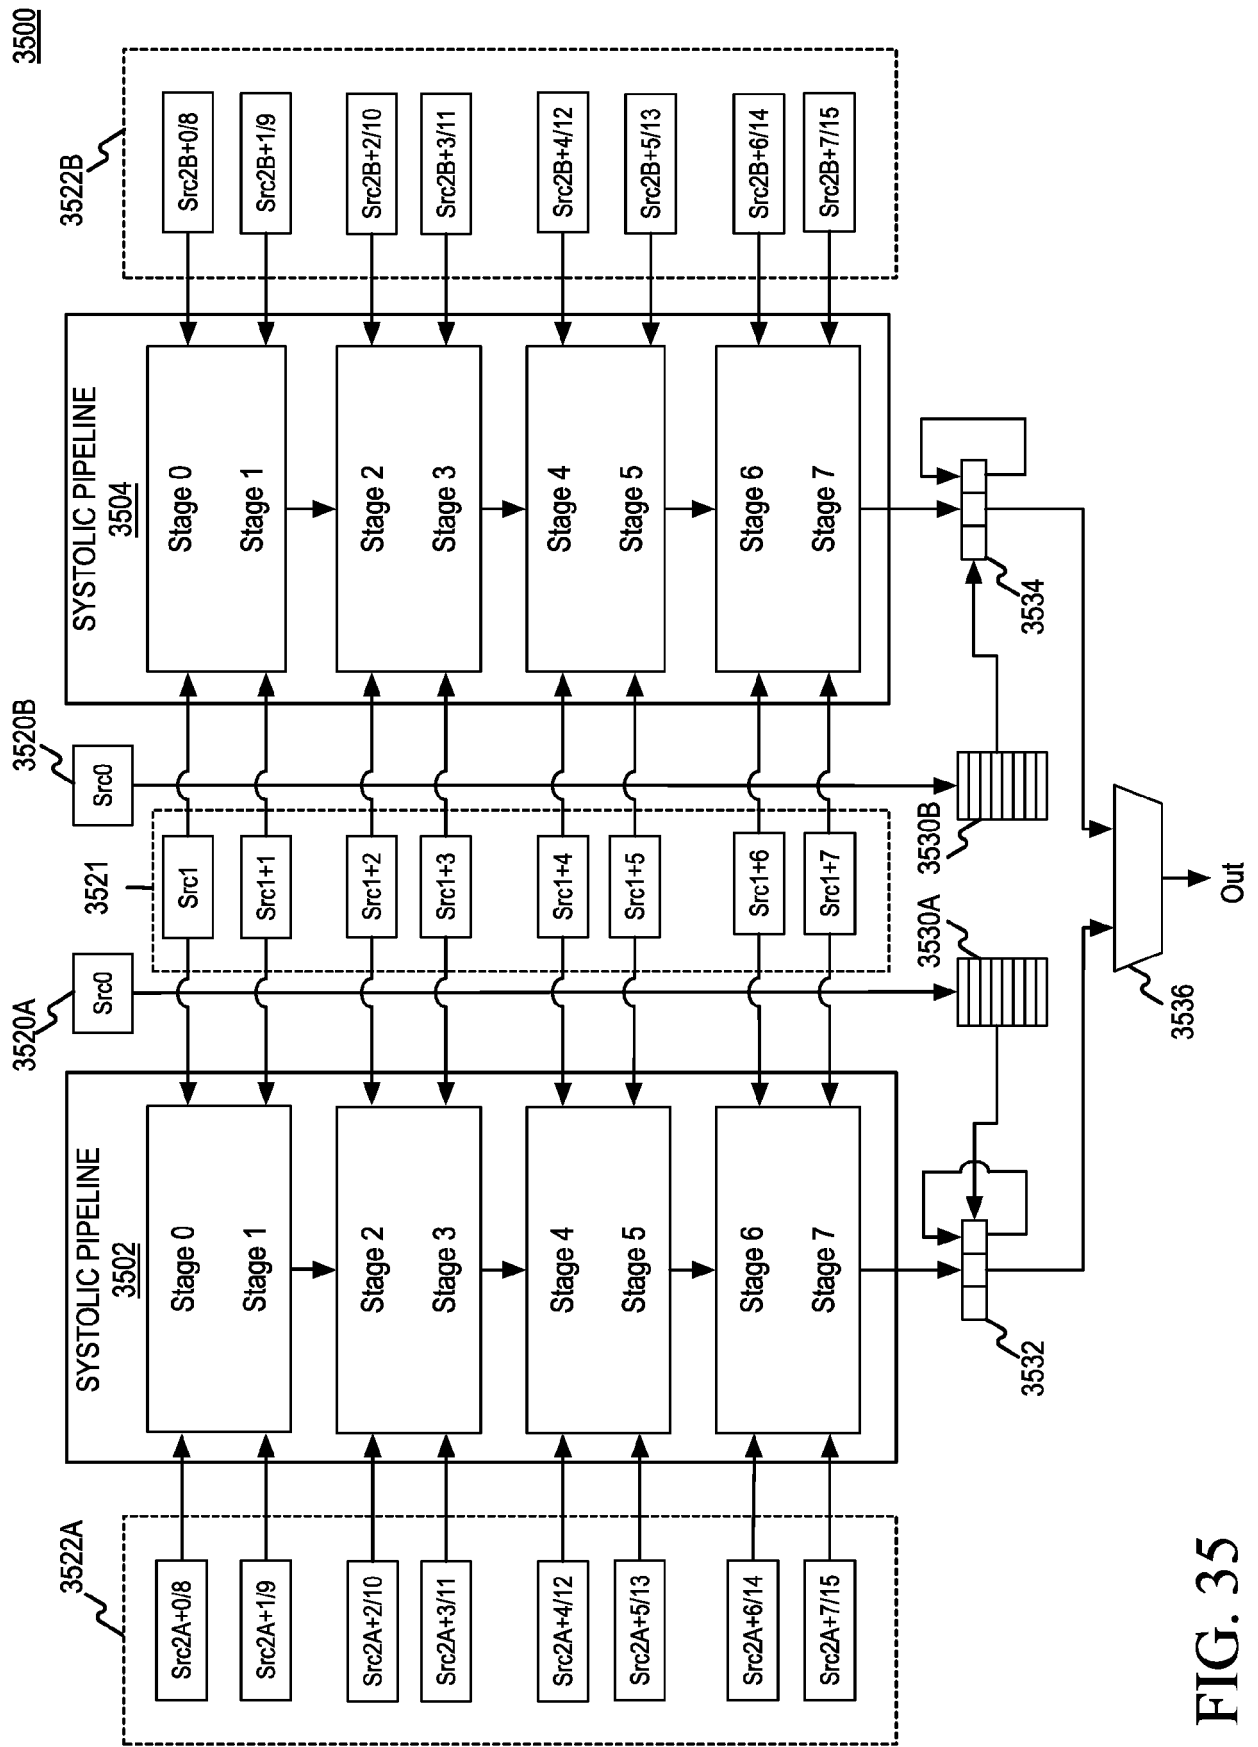 3500
3522A
3520A
3521
3520B
3522B
SYSTOLIC PIPELINE
3502
Src0
Src0
SYSTOLIC PIPELINE
3504
Src2A+0/8
Stage 0
Src1
Stage 0
Src2B+0/8
Src2A+1/9
Stage 1
Src1+1
Stage 1
Src2B+1/9
Src2A+2/10
Stage 2
Src1+2
Stage 2
Src2B+2/10
Src2A+3/11
Stage 3
Src1+3
Stage 3
Src2B+3/11
Src2A+4/12
Stage 4
Src1+4
Stage 4
Src2B+4/12
Src2A+5/13
Stage 5
Src1+5
Stage 5
Src2B+5/13
Src2A+6/14
Stage 6
Src1+6
Stage 6
Src2B+6/14
Src2A+7/15
Stage 7
Src1+7
Stage 7
Src2B+7/15
3530A
3530B
3532
3534
3536
Out
FIG. 35